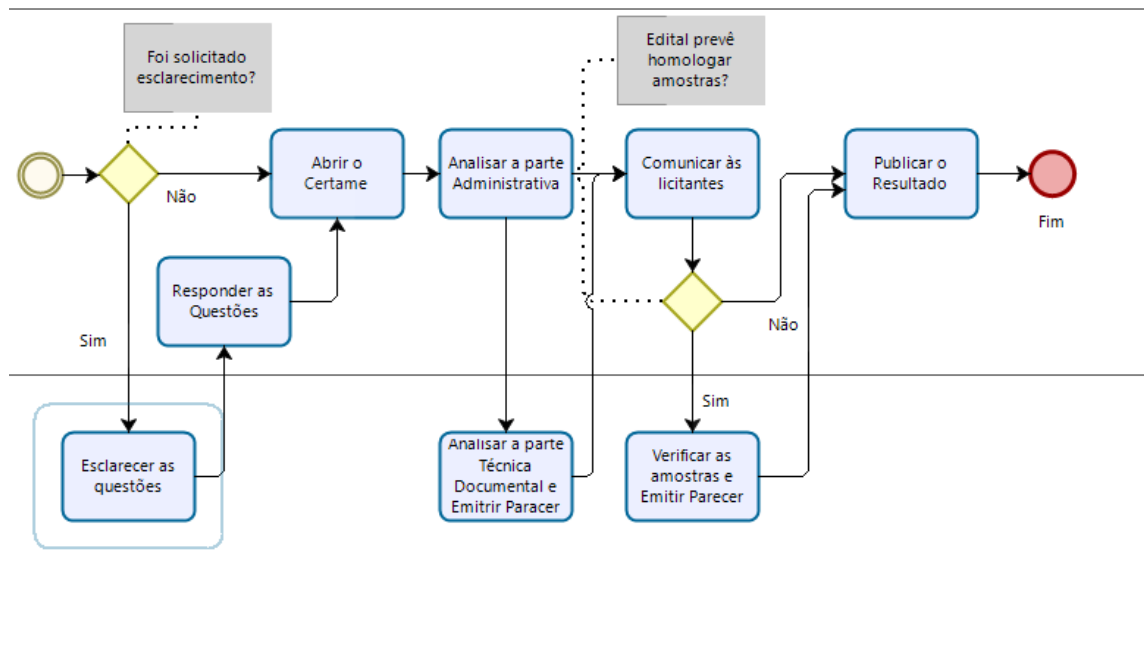 Foi solicitado
esclarecimento?
Edital prevê
homologar
amostras?
Abrir o
Certame
Analisar a parte
Administrativa
Comunicar às
licitantes
Publicar o
Resultado
Não
Fim
Responder as
Questões
Não
Sim
Sim
Esclarecer as
questões
Analisar a parte
Técnica
Documental e
Emitrir Paracer
Verificar as
amostras e
Emitir Parecer